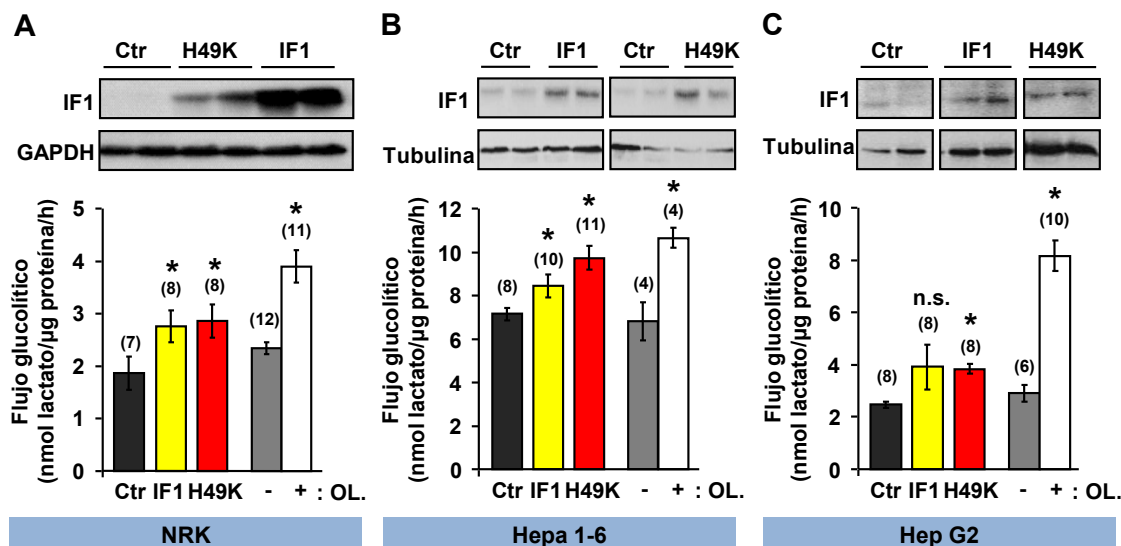 A
Ctr H49K IF1
IF1
GAPDH
Flujo glucolítico
(nmol lactato/µg proteína/h)
5
4
3
2
1
0
(7)
*
(8)
*
(8)
(12)
*
(11)
Ctr IF1 H49K - + : OL.
NRK
B
Ctr IF1 Ctr H49K
IF1
Tubulina
Flujo glucolítico
(nmol lactato/µg proteína/h)
12
10
8
6
4
2
0
(8)
*
(10)
*
(11)
(4)
*
(4)
Ctr IF1 H49K - + : OL.
Hepa 1-6
C
Ctr IF1 H49K
IF1
Tubulina
Flujo glucolítico
(nmol lactato/µg proteína/h)
10
8
6
4
2
0
(8)
n.s.
(8)
*
(8)
(6)
*
(10)
Ctr IF1 H49K - + : OL.
Hep G2